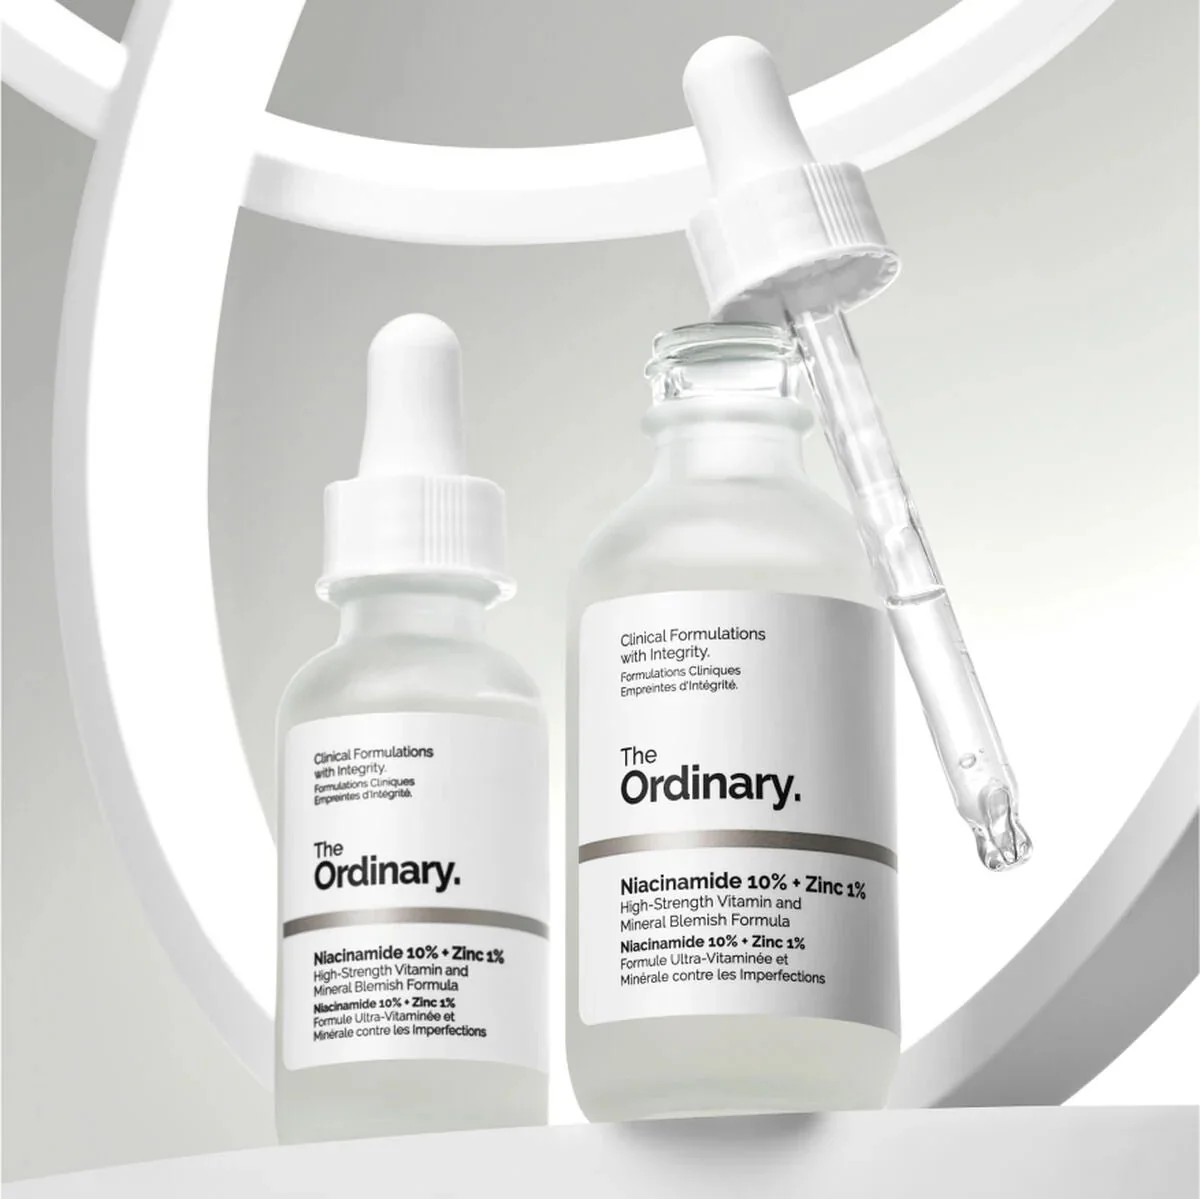 Clinical Formulations
with Integrity.
Formulations Cliniques
Empreintes d'Intégrité.
The
Ordinary.
Niacinamide 10% + Zinc 1%
High-Strength Vitamin and
Mineral Blemish Formula
Niacinamide 10% + Zinc 1%
Formule Ultra-Vitaminée et
Minérale contre les Imperfections
Clinical Formulations
with Integrity.
Formulations Cliniques
Empreintes d'Intégrité.
The
Ordinary.
Niacinamide 10% + Zinc 1%
High-Strength Vitamin and
Mineral Blemish Formula
Niacinamide 10% + Zinc 1%
Formule Ultra-Vitaminée et
Minérale contre les Imperfections